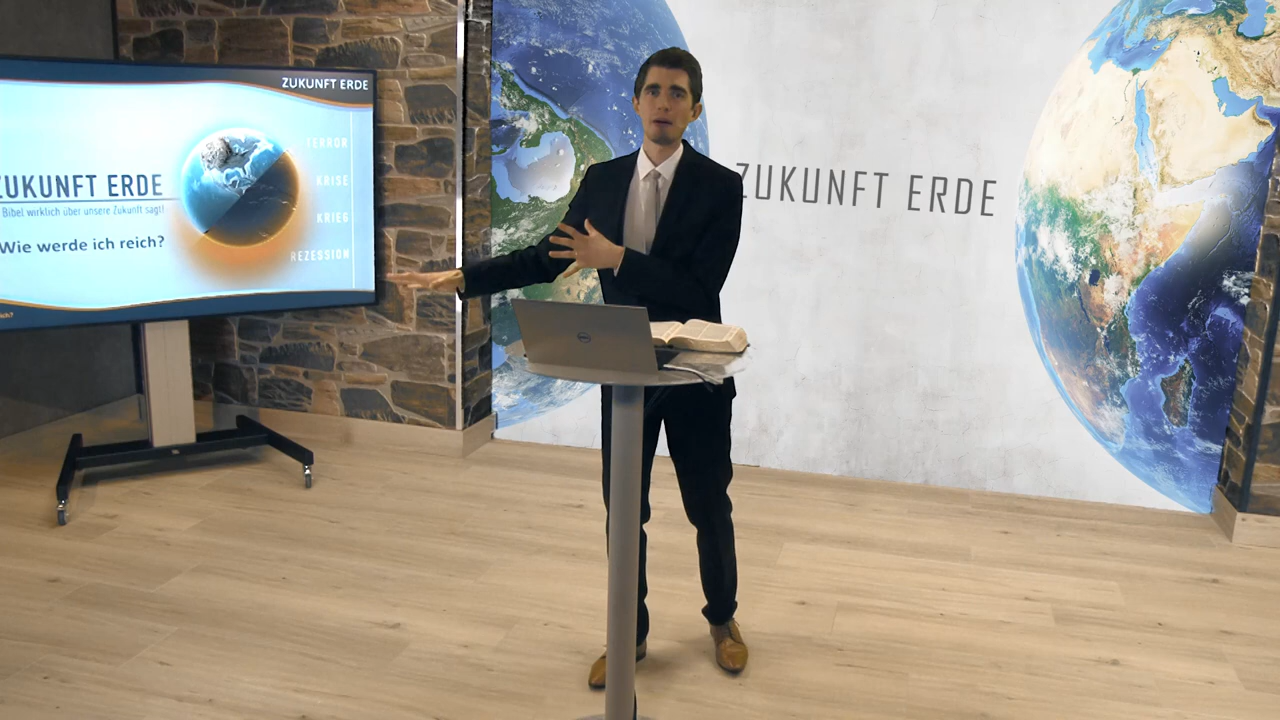 ZUKUNFT ERDE
TERROR
KRISE
ZUKUNFT ERDE
Bibel wirklich über unsere Zukunft sagt!
KRIEG
Wie werde ich reich?
REZESSION
ZUKUNFT ERDE
DELL